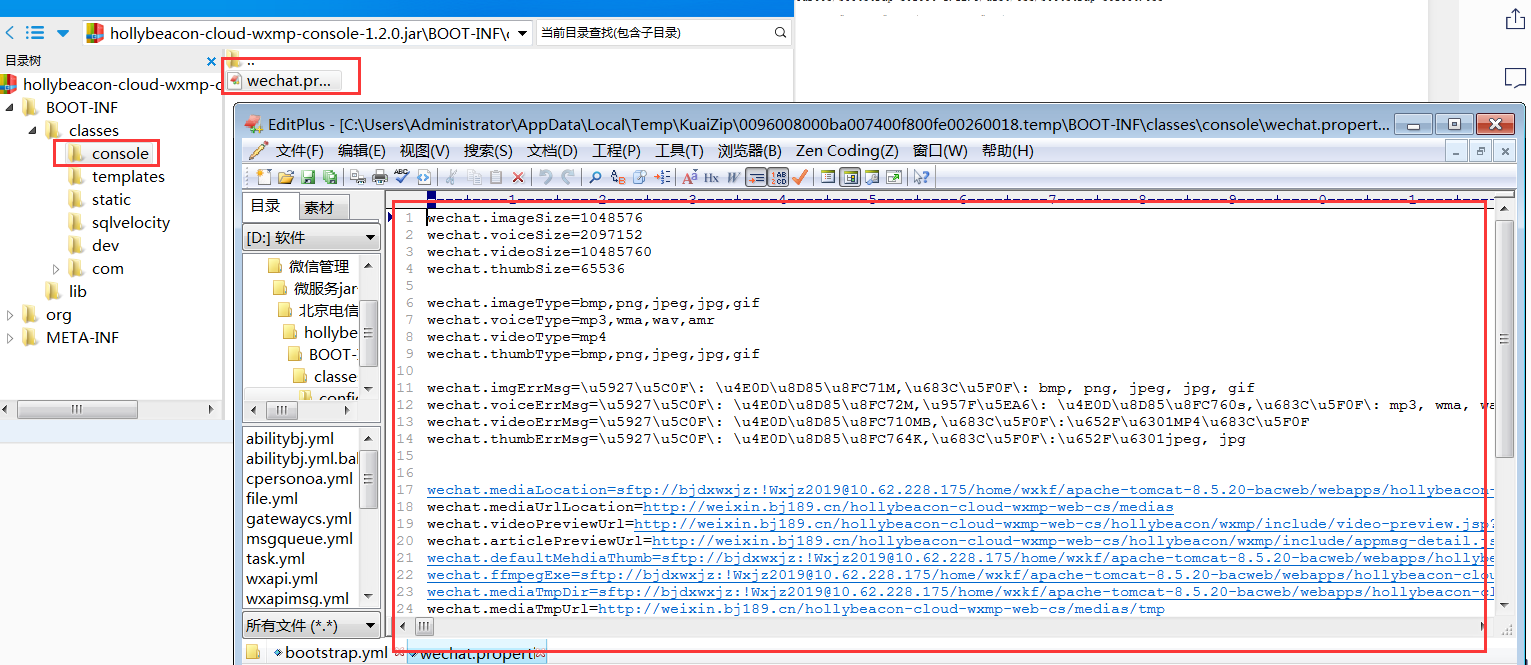 hollybeacon-cloud-wxmp-console-1.2.0.jar\BOOT-INF\c
当前目录查找(包含子目录)
目录树
..
hollybeacon-cloud-wxmp-c
wechat.pr...
BOOT-INF
classes
console
templates
static
sqlvelocity
dev
com
lib
org
META-INF
EditPlus - [C:\Users\Administrator\AppData\Local\Temp\KuaiZip\0096008000ba007400f800fe00260018.temp\BOOT-INF\classes\console\wechat.propert...
文件(F) 编辑(E) 视图(V) 搜索(S) 文档(D) 工程(P) 工具(T) 浏览器(B) Zen Coding(Z) 窗口(W) 帮助(H)
目录 素材
[D:] 软件
微信管理
微服务jar-
北京电信
hollybe
BOOT-
classe
config
abilitybj.yml
abilitybj.yml.bal
cpersonoa.yml
file.yml
gatewaycs.yml
msgqueue.yml
task.yml
wxapi.yml
wxapimsg.yml
所有文件 (*.*)
1 wechat.imageSize=1048576
2 wechat.voiceSize=2097152
3 wechat.videoSize=10485760
4 wechat.thumbSize=65536
5
6 wechat.imageType=bmp,png,jpeg,jpg,gif
7 wechat.voiceType=mp3,wma,wav,amr
8 wechat.videoType=mp4
9 wechat.thumbType=bmp,png,jpeg,jpg,gif
10
11 wechat.imgErrMsg=\u5927\u5C0F\: \u4E0D\u8D85\u8FC71M,\u683C\u5F0F\: bmp, png, jpeg, jpg, gif
12 wechat.voiceErrMsg=\u5927\u5C0F\: \u4E0D\u8D85\u8FC72M,\u957F\u5EA6\: \u4E0D\u8D85\u8FC760s,\u683C\u5F0F\: mp3, wma, wa
13 wechat.videoErrMsg=\u5927\u5C0F\: \u4E0D\u8D85\u8FC710MB,\u683C\u5F0F\:\u652F\u6301MP4\u683C\u5F0F
14 wechat.thumbErrMsg=\u5927\u5C0F\: \u4E0D\u8D85\u8FC764K,\u683C\u5F0F\:\u652F\u6301jpeg, jpg
15
16
17 wechat.mediaLocation=sftp://bjdxwxjz:!Wxjz2019@10.62.228.175/home/wxkf/apache-tomcat-8.5.20-bacweb/webapps/hollybeacon-
18 wechat.mediaUrlLocation=http://weixin.bj189.cn/hollybeacon-cloud-wxmp-web-cs/medias
19 wechat.videoPreviewUrl=http://weixin.bj189.cn/hollybeacon-cloud-wxmp-web-cs/hollybeacon/wxmp/include/video-preview.jsp?
20 wechat.articlePreviewUrl=http://weixin.bj189.cn/hollybeacon-cloud-wxmp-web-cs/hollybeacon/wxmp/include/appmsg-detail.js
21 wechat.defaultMehdiaThumb=sftp://bjdxwxjz:!Wxjz2019@10.62.228.175/home/wxkf/apache-tomcat-8.5.20-bacweb/webapps/hollybe
22 wechat.ffmpegExe=sftp://bjdxwxjz:!Wxjz2019@10.62.228.175/home/wxkf/apache-tomcat-8.5.20-bacweb/webapps/hollybeacon-clou
23 wechat.mediaTmpDir=sftp://bjdxwxjz:!Wxjz2019@10.62.228.175/home/wxkf/apache-tomcat-8.5.20-bacweb/webapps/hollybeacon-cl
24 wechat.mediaTmpUrl=http://weixin.bj189.cn/hollybeacon-cloud-wxmp-web-cs/medias/tmp
bootstrap.yml wechat.properti